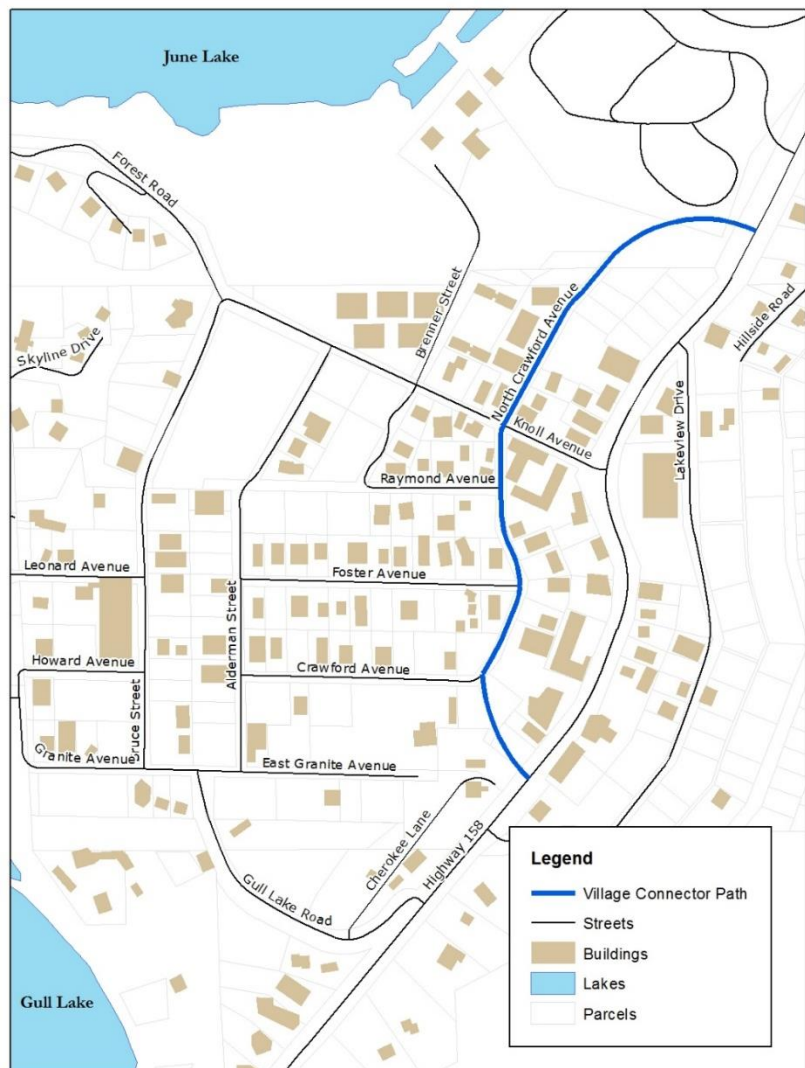 June Lake
Forest Road
Brenner Street
North Crawford Avenue
Hillside Road
Skyline Drive
Knoll Avenue
Lakeview Drive
Raymond Avenue
Leonard Avenue
Foster Avenue
Alderman Street
Howard Avenue
Crawford Avenue
Bruce Street
Granite Avenue
East Granite Avenue
Cherokee Lane
Highway 158
Gull Lake Road
Gull Lake
Legend
Village Connector Path
Streets
Buildings
Lakes
Parcels